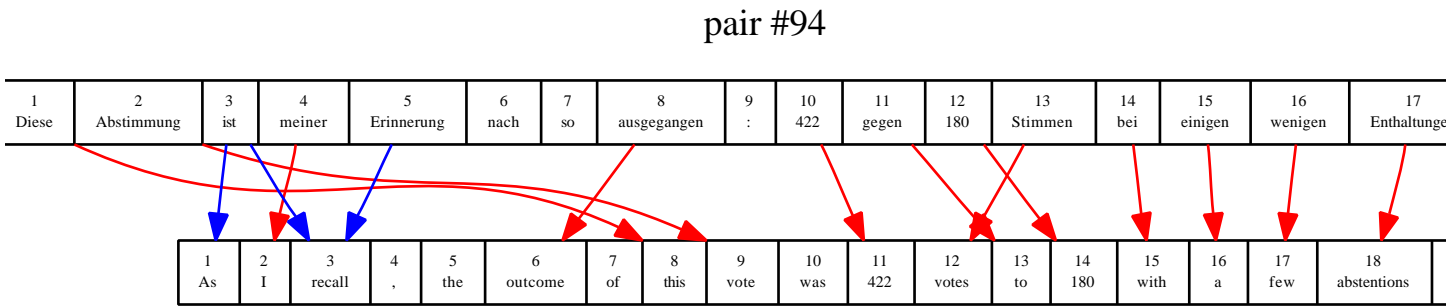 pair #94
1 2 3 4 5 6 7 8 9 10 11 12 13 14 15 16 17
Diese Abstimmung ist meiner Erinnerung nach so ausgegangen : 422 gegen 180 Stimmen bei einigen wenigen Enthaltunge
1 2 3 4 5 6 7 8 9 10 11 12 13 14 15 16 17 18
As I recall , the outcome of this vote was 422 votes to 180 with a few abstentions